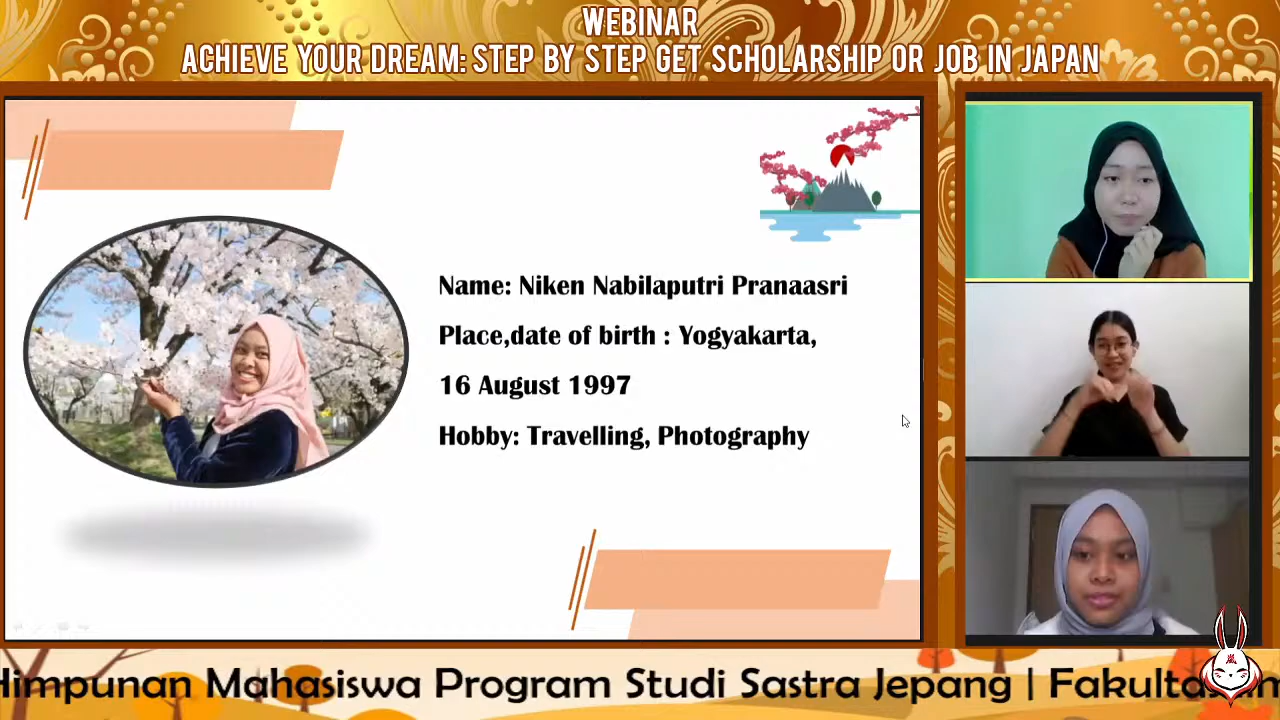 WEBINAR
ACHIEVE YOUR DREAM: STEP BY STEP GET SCHOLARSHIP OR JOB IN JAPAN
Name: Niken Nabilaputri Pranaasri
Place,date of birth : Yogyakarta,
16 August 1997
Hobby: Travelling, Photography
Himpunan Mahasiswa Program Studi Sastra Jepang | Fakultas